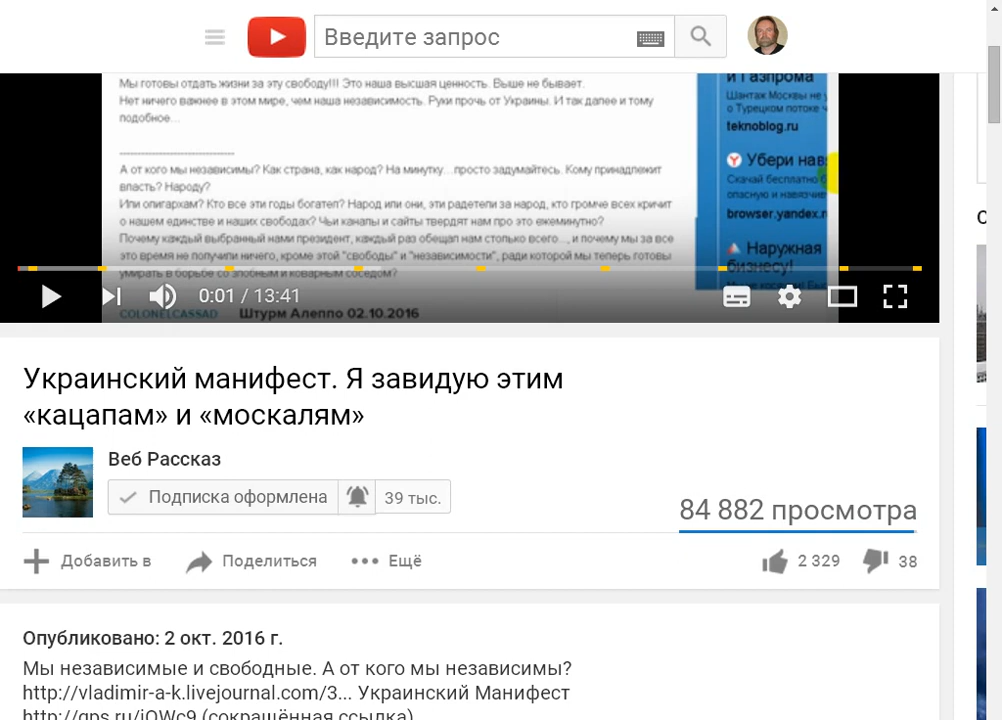 Введите запрос
Мы готовы отдать жизни за эту свободу!!! Это наша высшая ценность. Выше не бывает.
Нет ничего важнее в этом мире, чем наша независимость. Руки прочь от Украины. И так далее и тому
подобное...
------------------------------
А от кого мы независимы? Как страна, как народ? На минутку...просто задумайтесь. Кому принадлежит
власть? Народу?
Или олигархам? Кто все эти годы богател? Народ или они, эти радетели за народ, кто громче всех кричит
о нашем единстве и наших свободах? Чьи каналы и сайты твердят нам про это ежеминутно?
Почему каждый выбранный нами президент, каждый раз обещал нам столько всего..., и почему мы за все
это время не получили ничего, кроме этой "свободы" и "независимости", ради которой мы теперь готовы
умирать в борьбе со злобным и коварным соседом?
COLONELCASSAD Штурм Алеппо 02.10.2016
и Газпрома
Шантаж Москвы не у
о Турецком потоке ч
teknoblog.ru
Убери навя
Скачай бесплатно б
опасную и навязчив
browser.yandex.r
Наружная
бизнесу!
0:01 / 13:41
Украинский манифест. Я завидую этим
«кацапам» и «москалям»
Веб Рассказ
Подписка оформлена 39 тыс.
84 882 просмотра
Добавить в Поделиться Ещё 2 329 38
Опубликовано: 2 окт. 2016 г.
Мы независимые и свободные. А от кого мы независимы?
http://vladimir-a-k.livejournal.com/3... Украинский Манифест
http://qps.ru/jQWc9 (сокращённая ссылка)